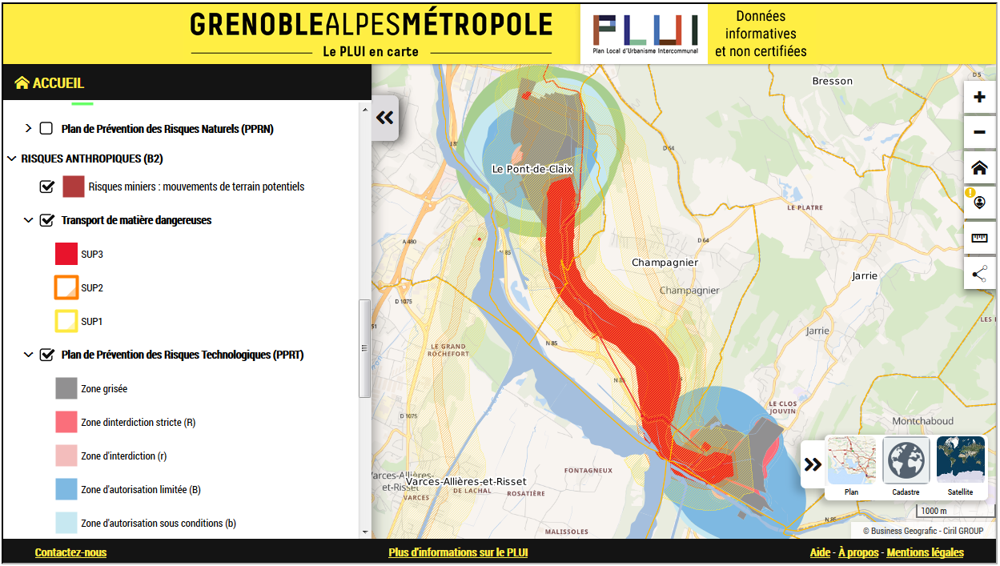 GRENOBLEALPESMÉTROPOLE
Le PLUI en carte
PLUI
Plan Local d'Urbanisme Intercommunal
Données
informatives
et non certifiées
ACCUEIL
Plan de Prévention des Risques Naturels (PPRN)
RISQUES ANTHROPIQUES (B2)
Risques miniers : mouvements de terrain potentiels
Transport de matière dangereuses
SUP3
SUP2
SUP1
Plan de Prévention des Risques Technologiques (PPRT)
Zone grisée
Zone dinterdiction stricte (R)
Zone d'interdiction (r)
Zone d'autorisation limitée (B)
Zone d'autorisation sous conditions (b)
Bresson
D 5
D 64
Le Pont-de-Claix
LE PLATRE
A 480
D 64
N 85
Champagnier
Champagnier
Jarrie
D 1075
Jarrie
N 85
LE GRAND
ROCHEFORT
N 85
LE CLOS
JOUVIN
D 1075
Montchaboud
FONTAGNEUX
Varces-Allières-et-Risset
DE LACHAL
VARCES
ROSATIÈRE
MALISSOLES
N 85
Plan
Cadastre
Satellite
1000 m
© Business Geografic - Ciril GROUP
Contactez-nous
Plus d'informations sur le PLUI
Aide - À propos - Mentions légales